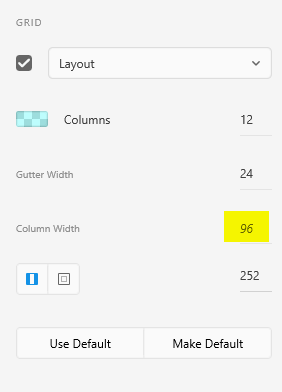 GRID
Layout
Columns 12
Gutter Width 24
Column Width 96
252
Use Default Make Default